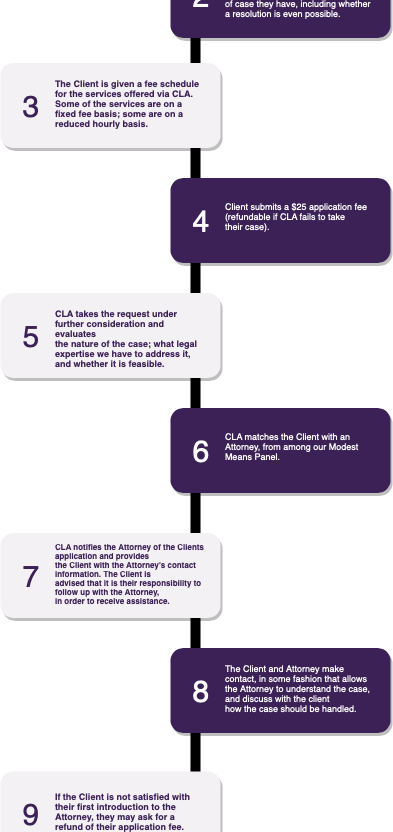 2
of case they have, including whether
a resolution is even possible.
3
The Client is given a fee schedule
for the services offered via CLA.
Some of the services are on a
fixed fee basis; some are on a
reduced hourly basis.
4
Client submits a $25 application fee
(refundable if CLA fails to take
their case).
5
CLA takes the request under
further consideration and
evaluates
the nature of the case; what legal
expertise we have to address it,
and whether it is feasible.
6
CLA matches the Client with an
Attorney, from among our Modest
Means Panel.
7
CLA notifies the Attorney of the Clients
application and provides
the Client with the Attorney's contact
information. The Client is
advised that it is their responsibility to
follow up with the Attorney,
in order to receive assistance.
8
The Client and Attorney make
contact, in some fashion that allows
the Attorney to understand the case,
and discuss with the client
how the case should be handled.
9
If the Client is not satisfied with
their first introduction to the
Attorney, they may ask for a
refund of their application fee.